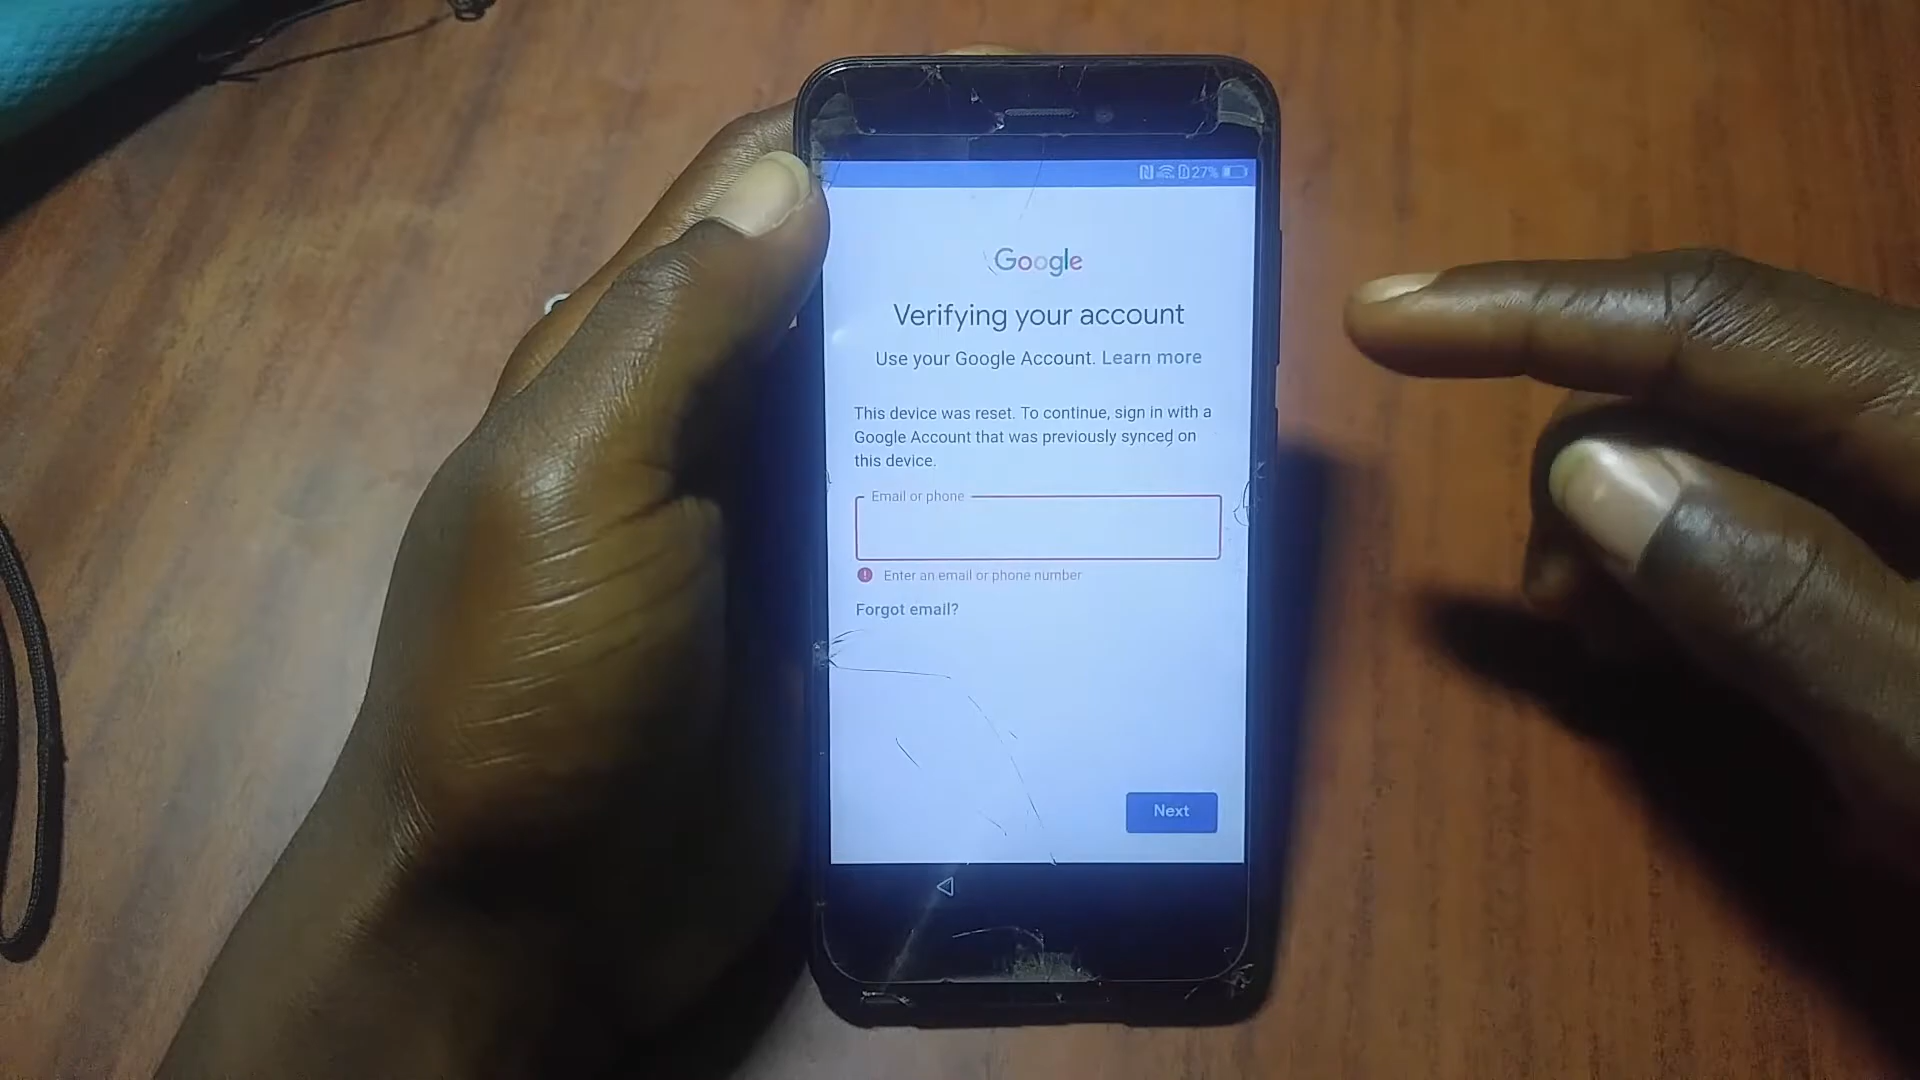 27%
Google
Verifying your account
Use your Google Account. Learn more
This device was reset. To continue, sign in with a
Google Account that was previously synced on
this device.
Email or phone
Enter an email or phone number
Forgot email?
Next